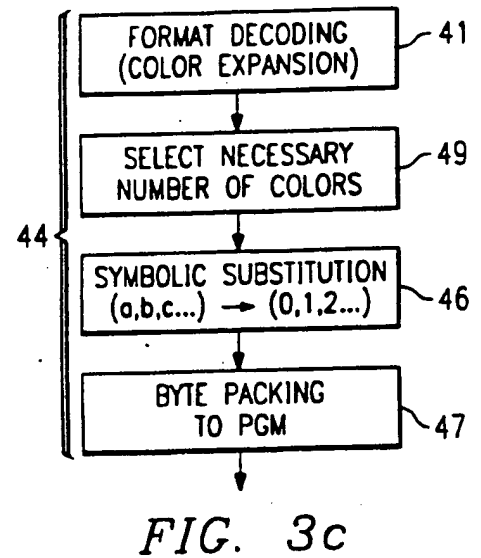 FORMAT DECODING
(COLOR EXPANSION)
41
SELECT NECESSARY
NUMBER OF COLORS
49
44
SYMBOLIC SUBSTITUTION
(a,b,c...) → (0,1,2...)
46
BYTE PACKING
TO PGM
47
FIG. 3c